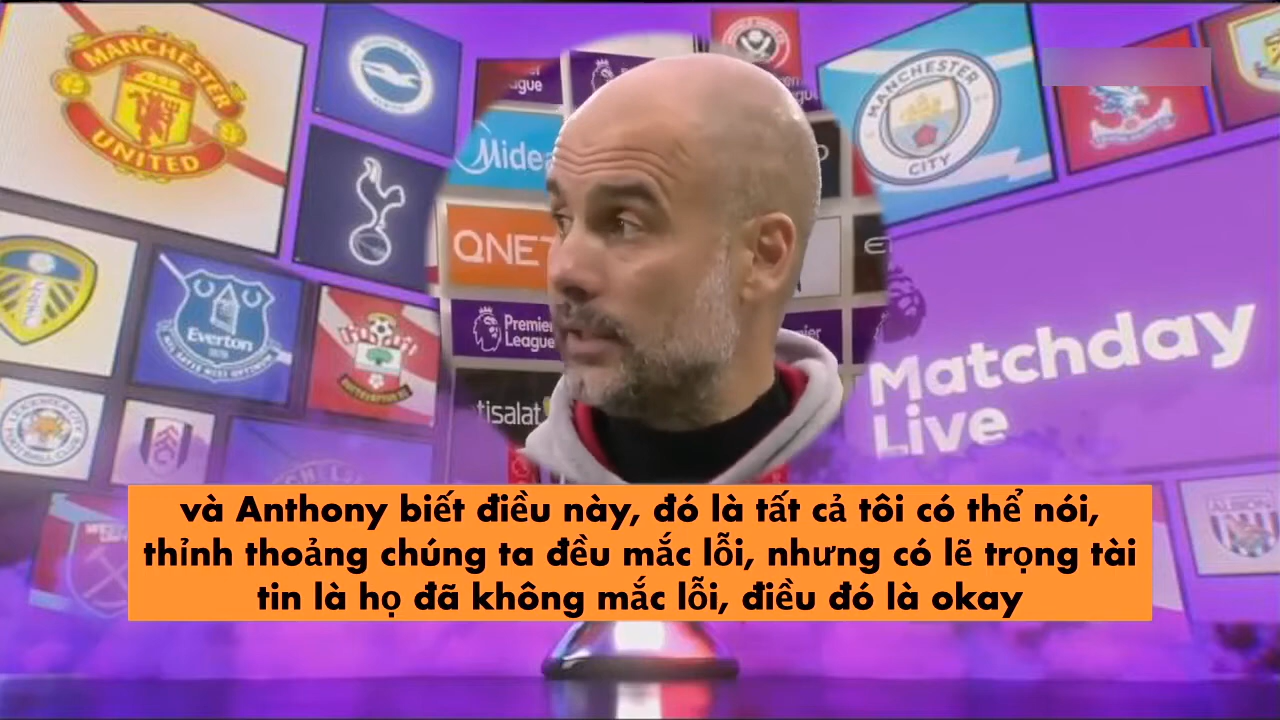 MANCHESTER
UNITED
MANCHESTER
CITY
Midea
QNET
Premier
League
tisalat
Everton
Matchday
Live
và Anthony biết điều này, đó là tất cả tôi có thể nói,
thỉnh thoảng chúng ta đều mắc lỗi, nhưng có lẽ trọng tài
tin là họ đã không mắc lỗi, điều đó là okay